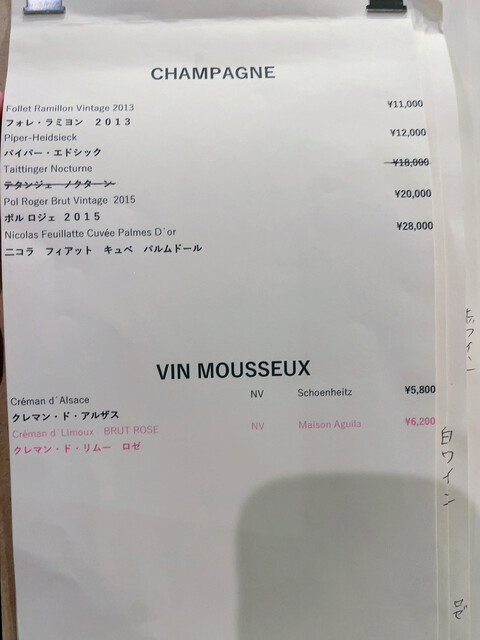 CHAMPAGNE
Follet Ramillon Vintage 2013 ¥11,000
フォレ・ラミヨン 2013
Piper-Heidsieck ¥12,000
パイパー・エドシック
Taittinger Nocturne ¥18,000
テタンジェ ノクターン
Pol Roger Brut Vintage 2015 ¥20,000
ポル ロジェ 2015
Nicolas Feuillatte Cuvée Palmes D´or ¥28,000
ニコラ フィアット キュベ パルムドール
VIN MOUSSEUX
Créman d´Alsace NV Schoenheitz ¥5,800
クレマン・ド・アルザス
Créman d´Limoux BRUT ROSE NV Maison Aguila ¥6,200
クレマン・ド・リムー ロゼ
赤ワイン
白ワイン
ロゼ